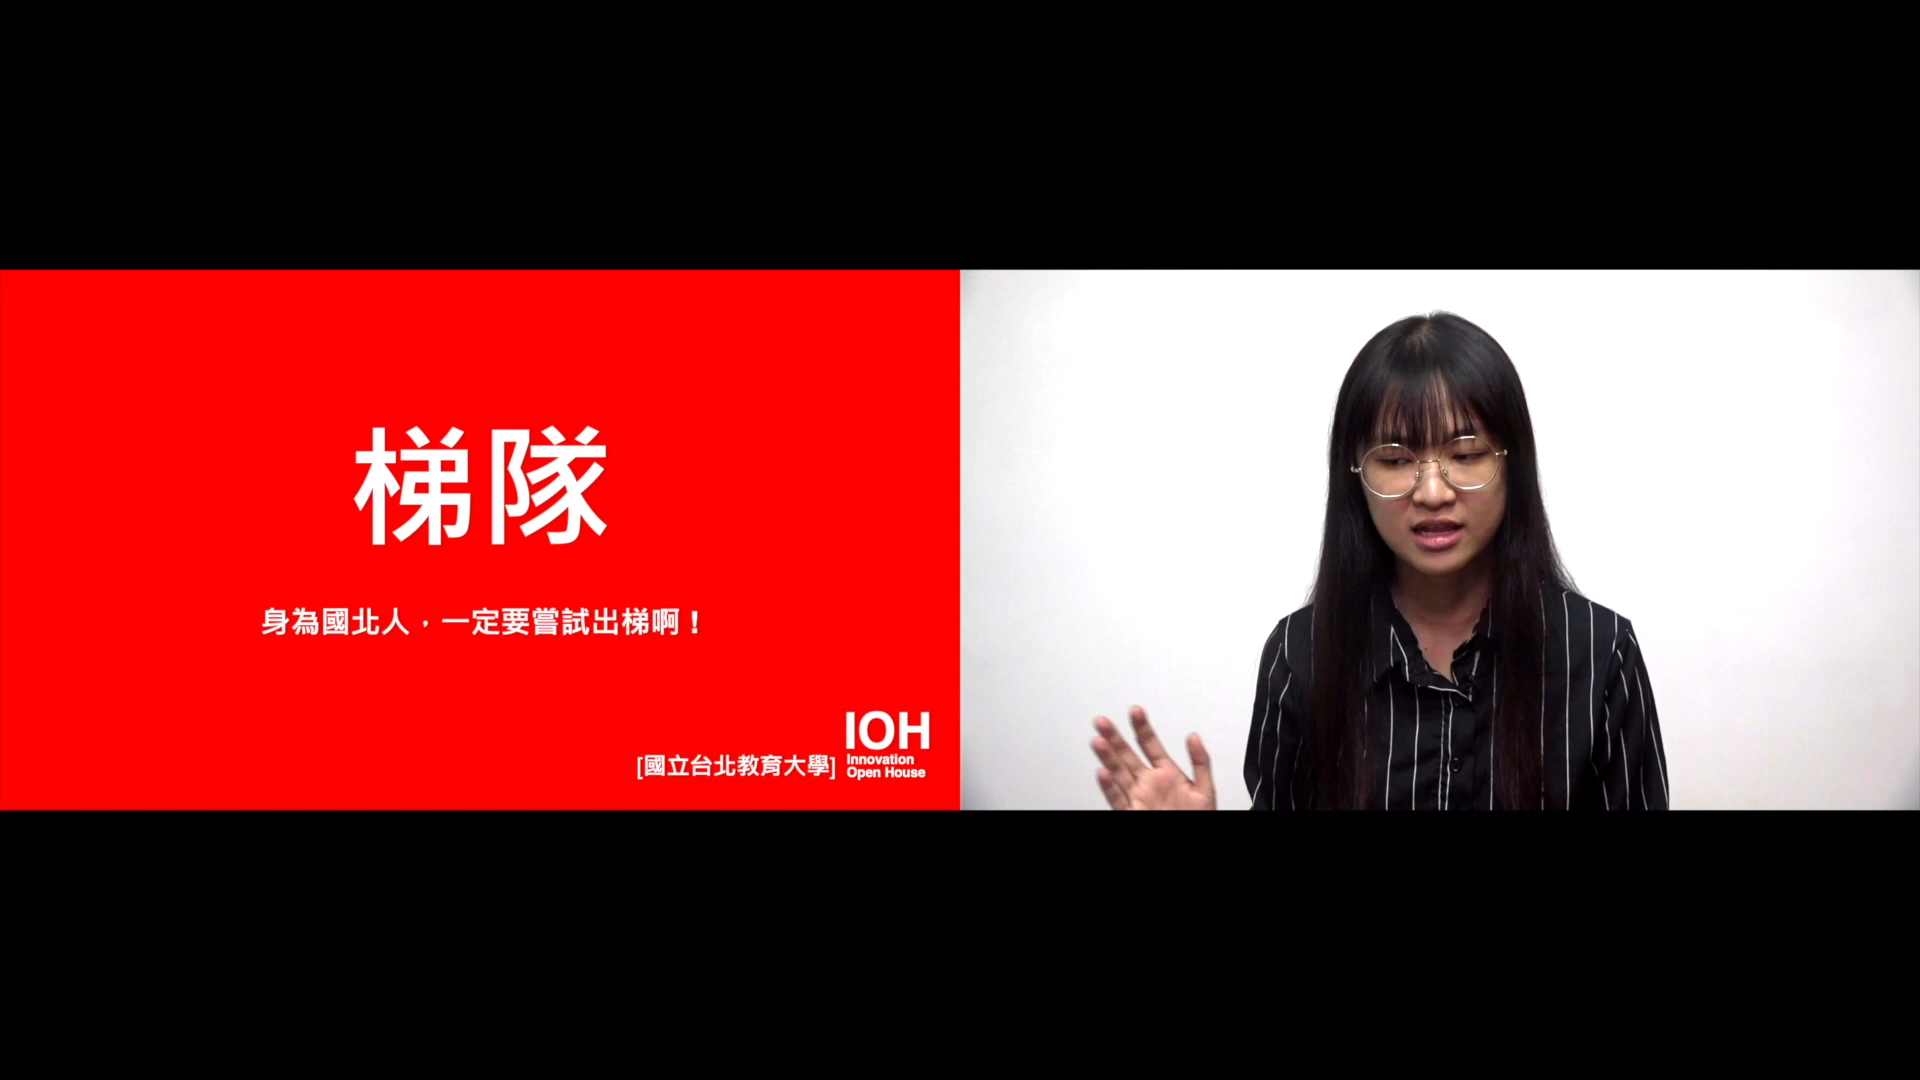 梯隊
身為國北人，一定要嘗試出梯啊！
[國立台北教育大學]
IOH
Innovation
Open House